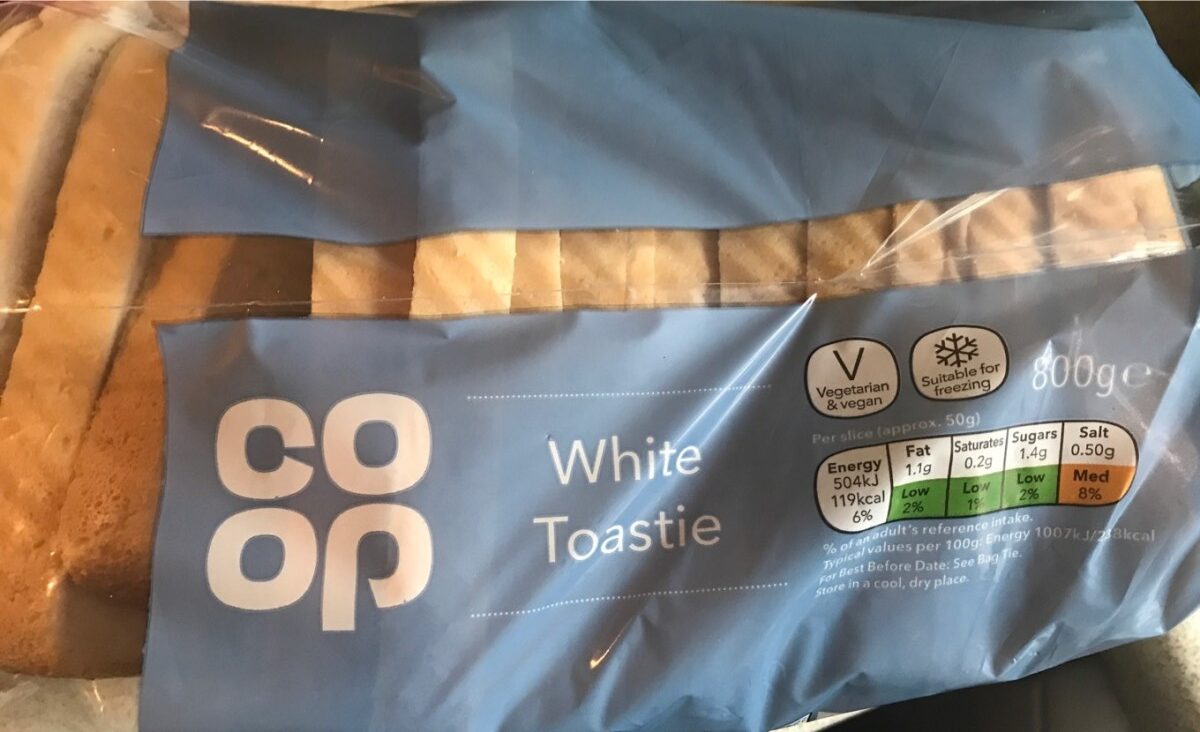 co
op
White
Toastie
V
Vegetarian
& vegan
Suitable for
freezing
800g e
Per slice (approx. 50g)
Energy
504kJ
119kcal
6%
Fat
1.1g
Low
2%
Saturates
0.2g
Low
1%
Sugars
1.4g
Low
2%
Salt
0.50g
Med
8%
% of an adult's reference intake.
Typical values per 100g: Energy 1007kJ/238kcal
For Best Before Date: See Bag Tie.
Store in a cool, dry place.